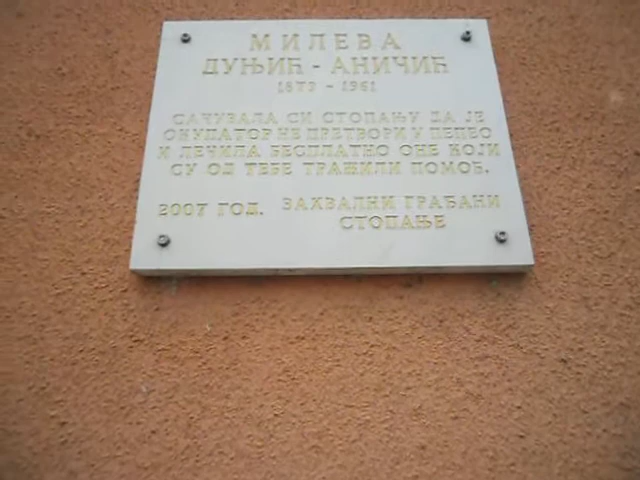 МИЛЕВА
ДУЊИЋ - АНИЧИЋ
1873 - 1961
САЧУВАЛА СИ СТОПАЊУ ДА ЈЕ
ОКУПАТОР НЕ ПРЕТВОРИ У ПЕПЕО
И ЛЕЧИЛА БЕСПЛАТНО ОНЕ КОЈИ
СУ ОД ТЕБЕ ТРАЖИЛИ ПОМОЋ.
2007 ГОД. ЗАХВАЛНИ ГРАЂАНИ
СТОПАЊЕ